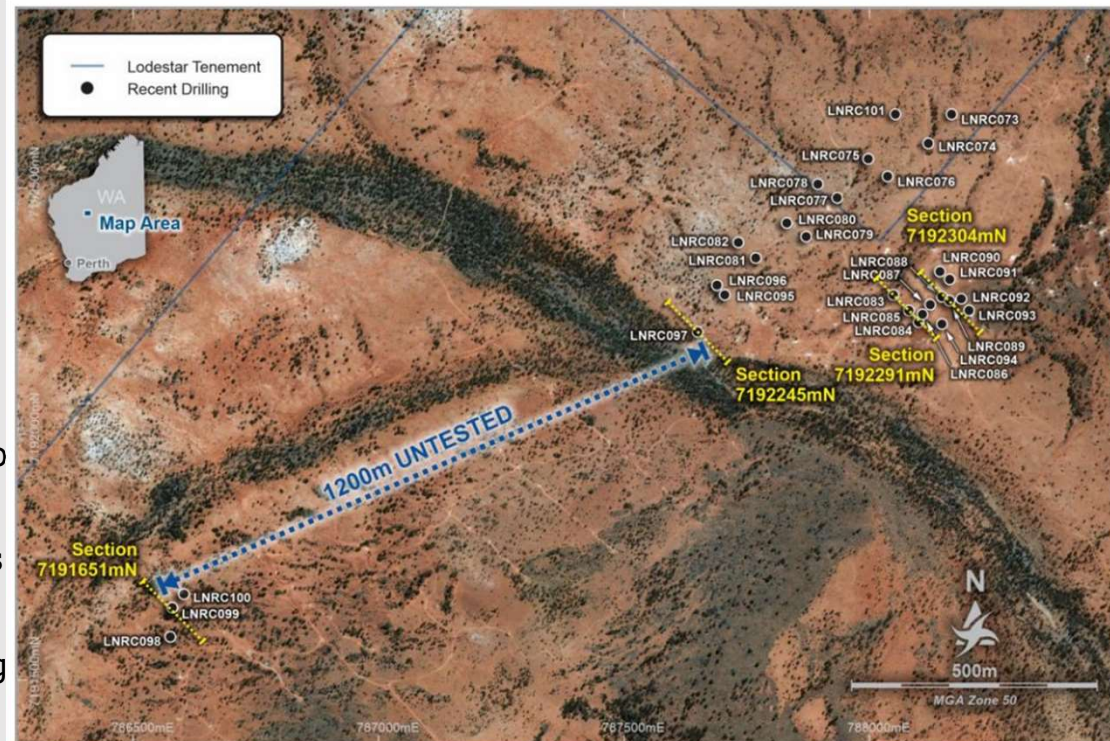 Lodestar Tenement
Recent Drilling
WA
Map Area
Perth
LNRC101
LNRC073
LNRC074
LNRC075
LNRC076
LNRC078
LNRC077
LNRC080
LNRC079
LNRC082
LNRC081
LNRC096
LNRC095
LNRC097
Section
7192304mN
LNRC090
LNRC088
LNRC091
LNRC087
LNRC083
LNRC092
LNRC085
LNRC093
LNRC084
LNRC089
LNRC094
LNRC086
Section
7192291mN
Section
7192245mN
1200m UNTESTED
Section
7191651mN
LNRC100
LNRC099
LNRC098
N
500m
MGA Zone 50
786500mE
787000mE
787500mE
788000mE